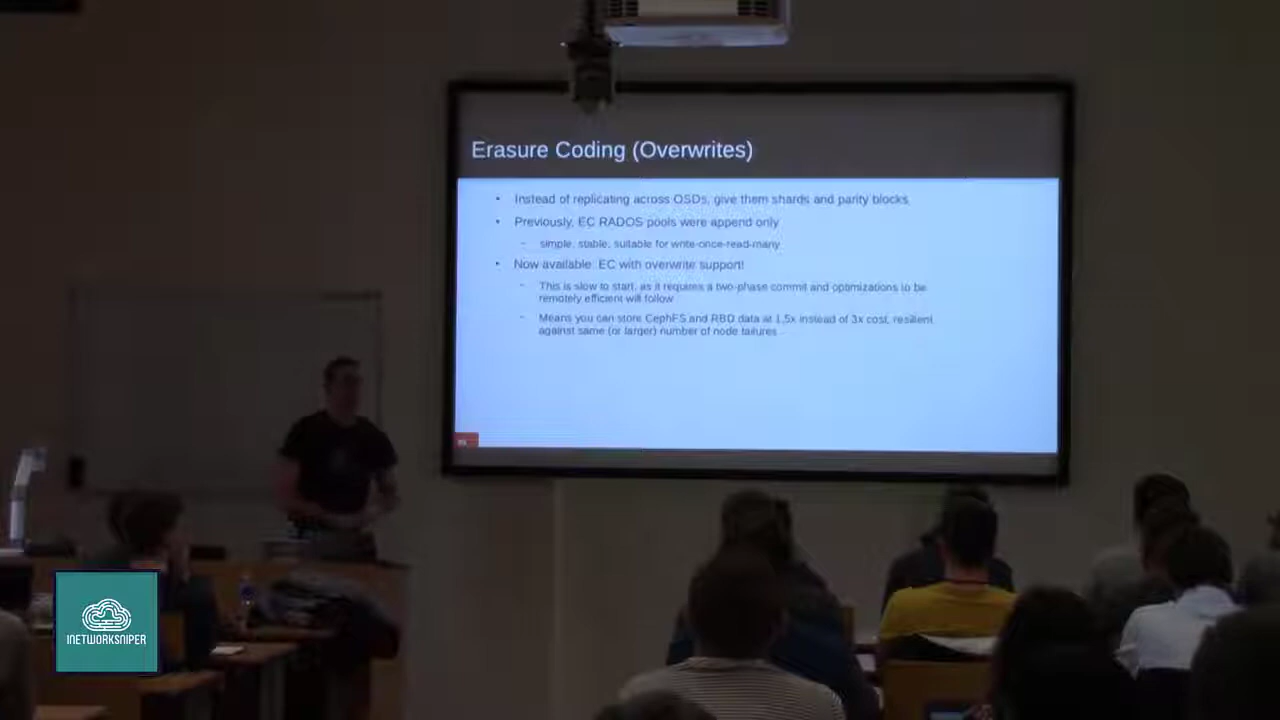 Erasure Coding (Overwrites)
• Instead of replicating across OSDs, give them shards and parity blocks
• Previously, EC RADOS pools were append only
– simple, stable, suitable for write-once-read-many
• Now available: EC with overwrite support!
– This is slow to start, as it requires a two-phase commit and optimizations to be
remotely efficient will follow
– Means you can store CephFS and RBD data at 1.5x instead of 3x cost, resilient
against same (or larger) number of node failures
INETWORKSNIPER